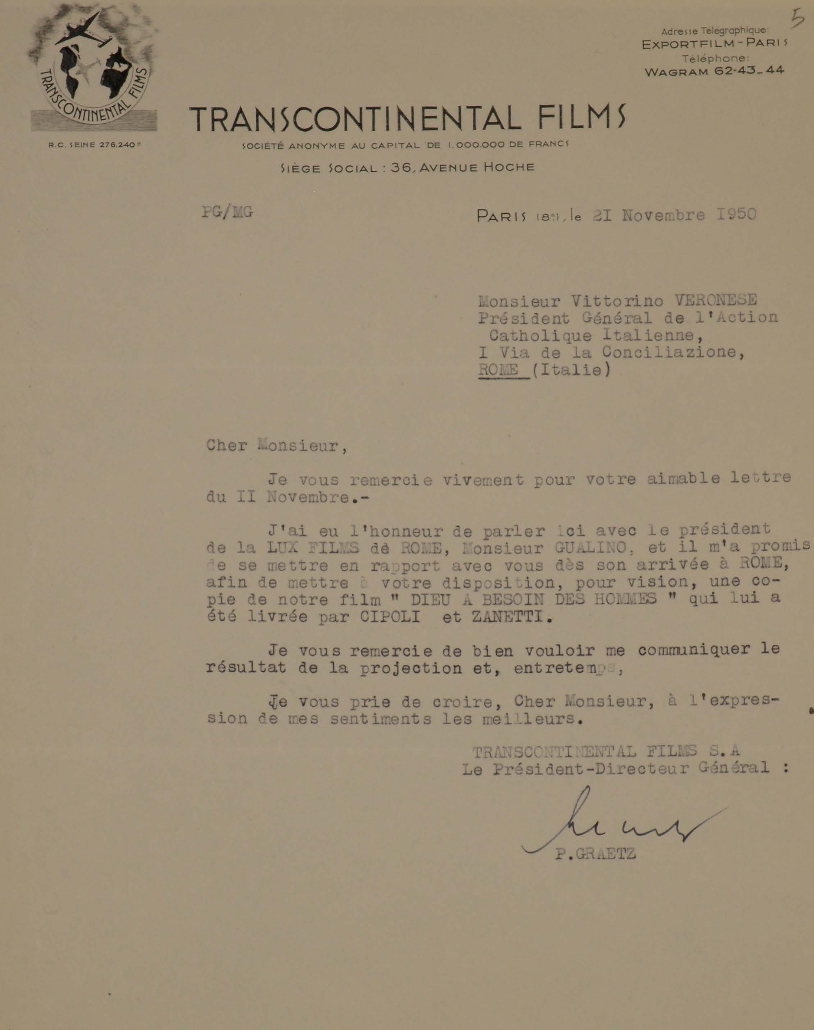 5
Adresse Télégraphique:
EXPORTFILM - PARIS
Téléphone:
WAGRAM 62-43_44
TRANSCONTINENTAL FILMS
R.C. SEINE 276.240 B
TRANSCONTINENTAL FILMS
SOCIÉTÉ ANONYME AU CAPITAL DE 1.000.000 DE FRANCS
SIÈGE SOCIAL : 36, AVENUE HOCHE
PG/MG
PARIS (8e), le 2I Novembre I950
Monsieur Vittorino VERONESE
Président Général de l'Action
Catholique Italienne,
I Via de la Conciliazione,
ROME (Italie)
Cher Monsieur,
Je vous remercie vivement pour votre aimable lettre
du II Novembre.-
J'ai eu l'honneur de parler ici avec le président
de la LUX FILMS de ROME, Monsieur GUALINO, et il m'a promis
de se mettre en rapport avec vous dès son arrivée à ROME,
afin de mettre à votre disposition, pour vision, une co-
pie de notre film " DIEU A BESOIN DES HOMMES " qui lui a
été livrée par CIPOLI et ZANETTI.
Je vous remercie de bien vouloir me communiquer le
résultat de la projection et, entretemps,
Je vous prie de croire, Cher Monsieur, à l'expres-
sion de mes sentiments les meilleurs.
TRANSCONTINENTAL FILMS S.A
Le Président-Directeur Général :
P.GRAETZ